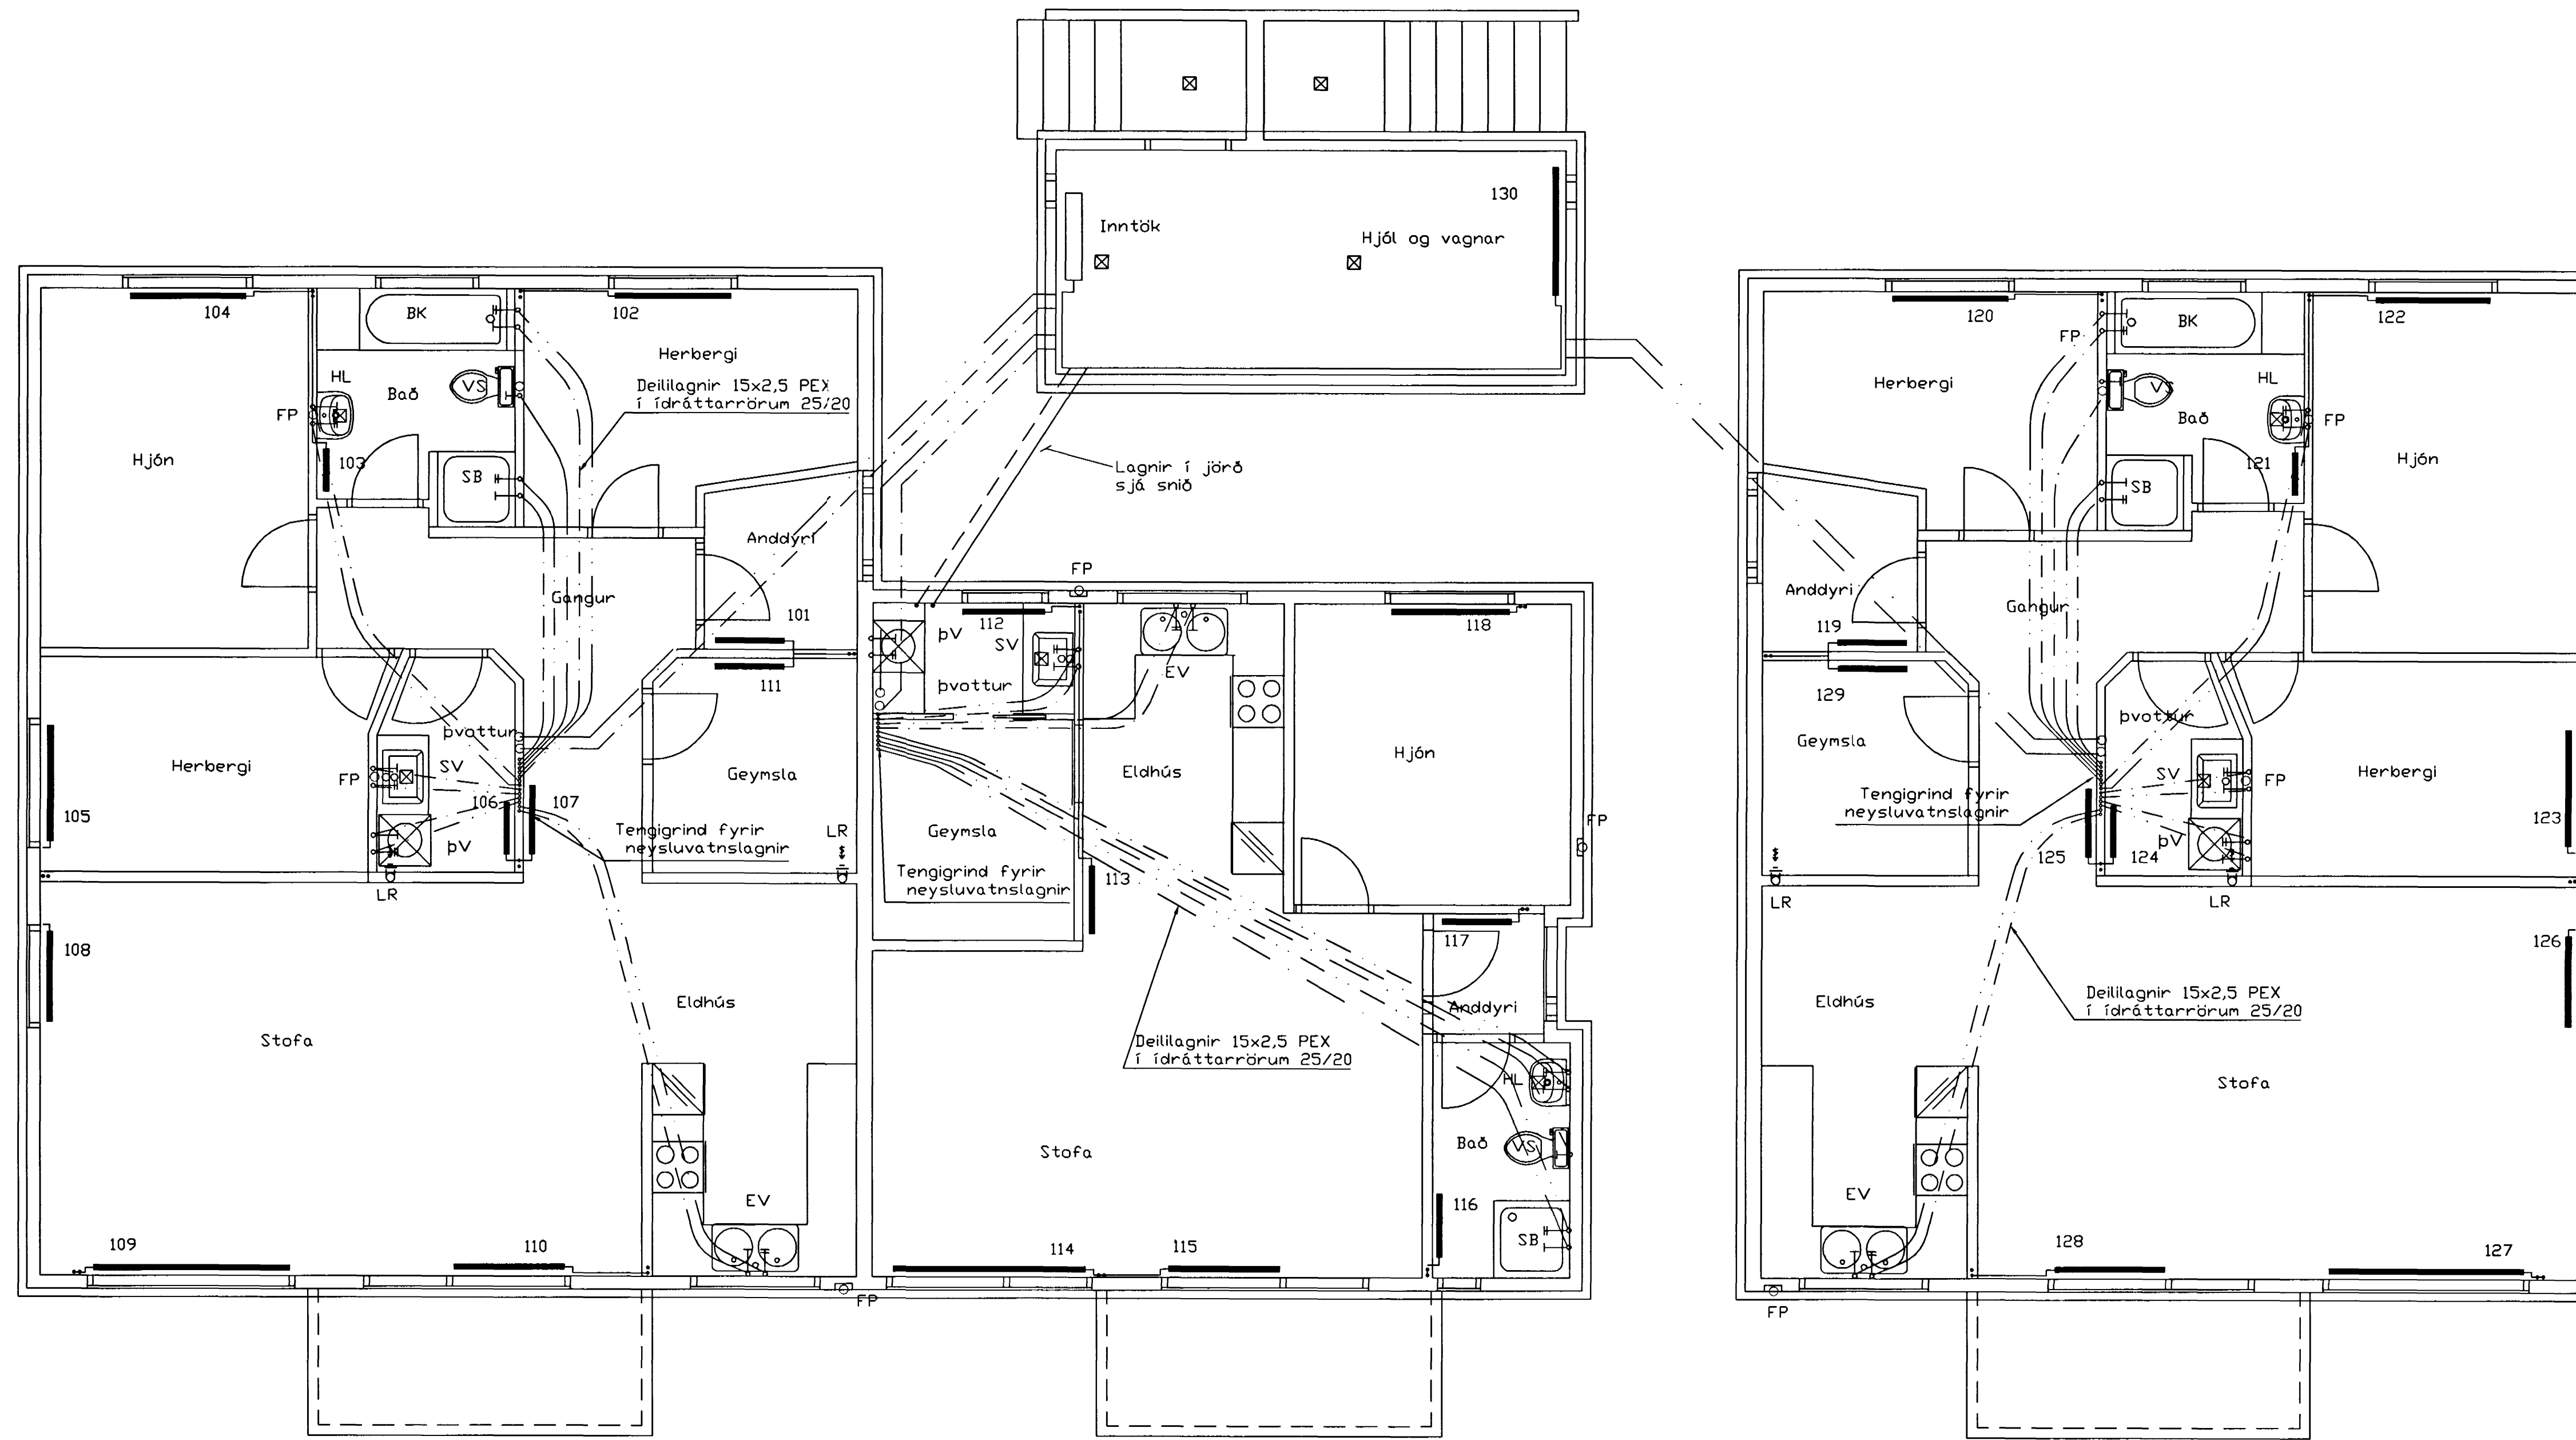 130
Inntök
Hjól og vagnar
104
BK
102
Herbergi
HL
VS
Bað
Deililagnir 15x2,5 PEX
í ídráttarrörum 25/20
FP
Hjón
103
SB
Anddyri
Gangur
101
111
Lagnir í jörð
sjá snið
FP
112
þV
SV
þvottur
EV
118
Herbergi
þvottur
SV
FP
106
107
105
þV
Geymsla
Tengigrind fyrir
neysluvatnslagnir
LR
LR
108
Stofa
Eldhús
EV
109
110
FP
Eldhús
Hjón
Geymsla
FP
Tengigrind fyrir
neysluvatnslagnir
113
117
Anddyri
Deililagnir 15x2,5 PEX
í ídráttarrörum 25/20
HL
Bað
VS
Stofa
116
SB
114
115
120
FP
BK
122
Herbergi
HL
VS
Bað
FP
Hjón
121
SB
Anddyri
Gangur
119
129
þvottur
Geymsla
SV
FP
Herbergi
Tengigrind fyrir
neysluvatnslagnir
123
þV
125
124
LR
LR
126
Eldhús
Deililagnir 15x2,5 PEX
í ídráttarrörum 25/20
Stofa
EV
128
127
FP